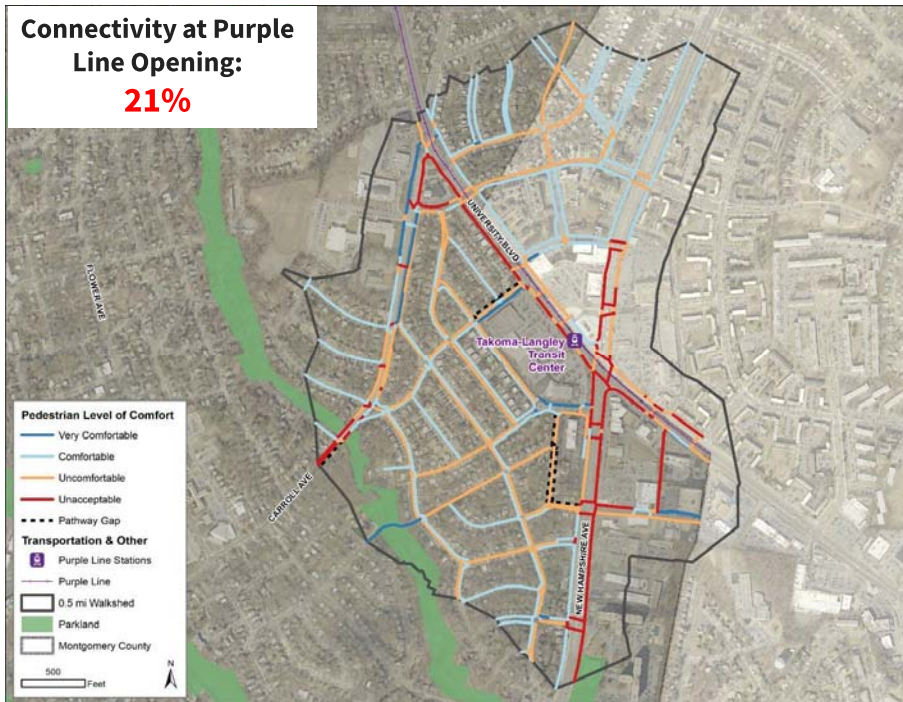 Connectivity at Purple
Line Opening:
21%
UNIVERSITY BLVD
FLOWER AVE
Takoma-Langley
Transit
Center
CARROLL AVE
NEW HAMPSHIRE AVE
Pedestrian Level of Comfort
Very Comfortable
Comfortable
Uncomfortable
Unacceptable
Pathway Gap
Transportation & Other
Purple Line Stations
Purple Line
0.5 mi Walkshed
Parkland
Montgomery County
500
Feet
N